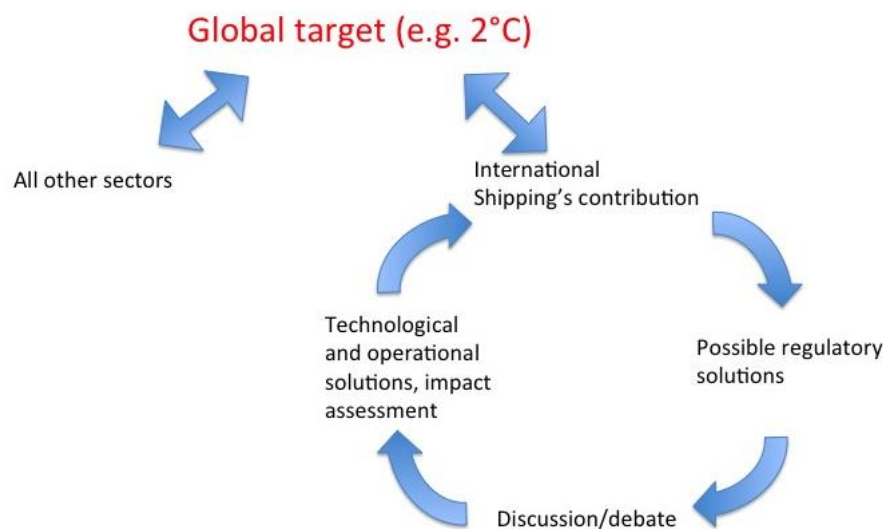 Global target (e.g. 2°C)
All other sectors
International
Shipping's contribution
Technological
and operational
solutions, impact
assessment
Possible regulatory
solutions
Discussion/debate